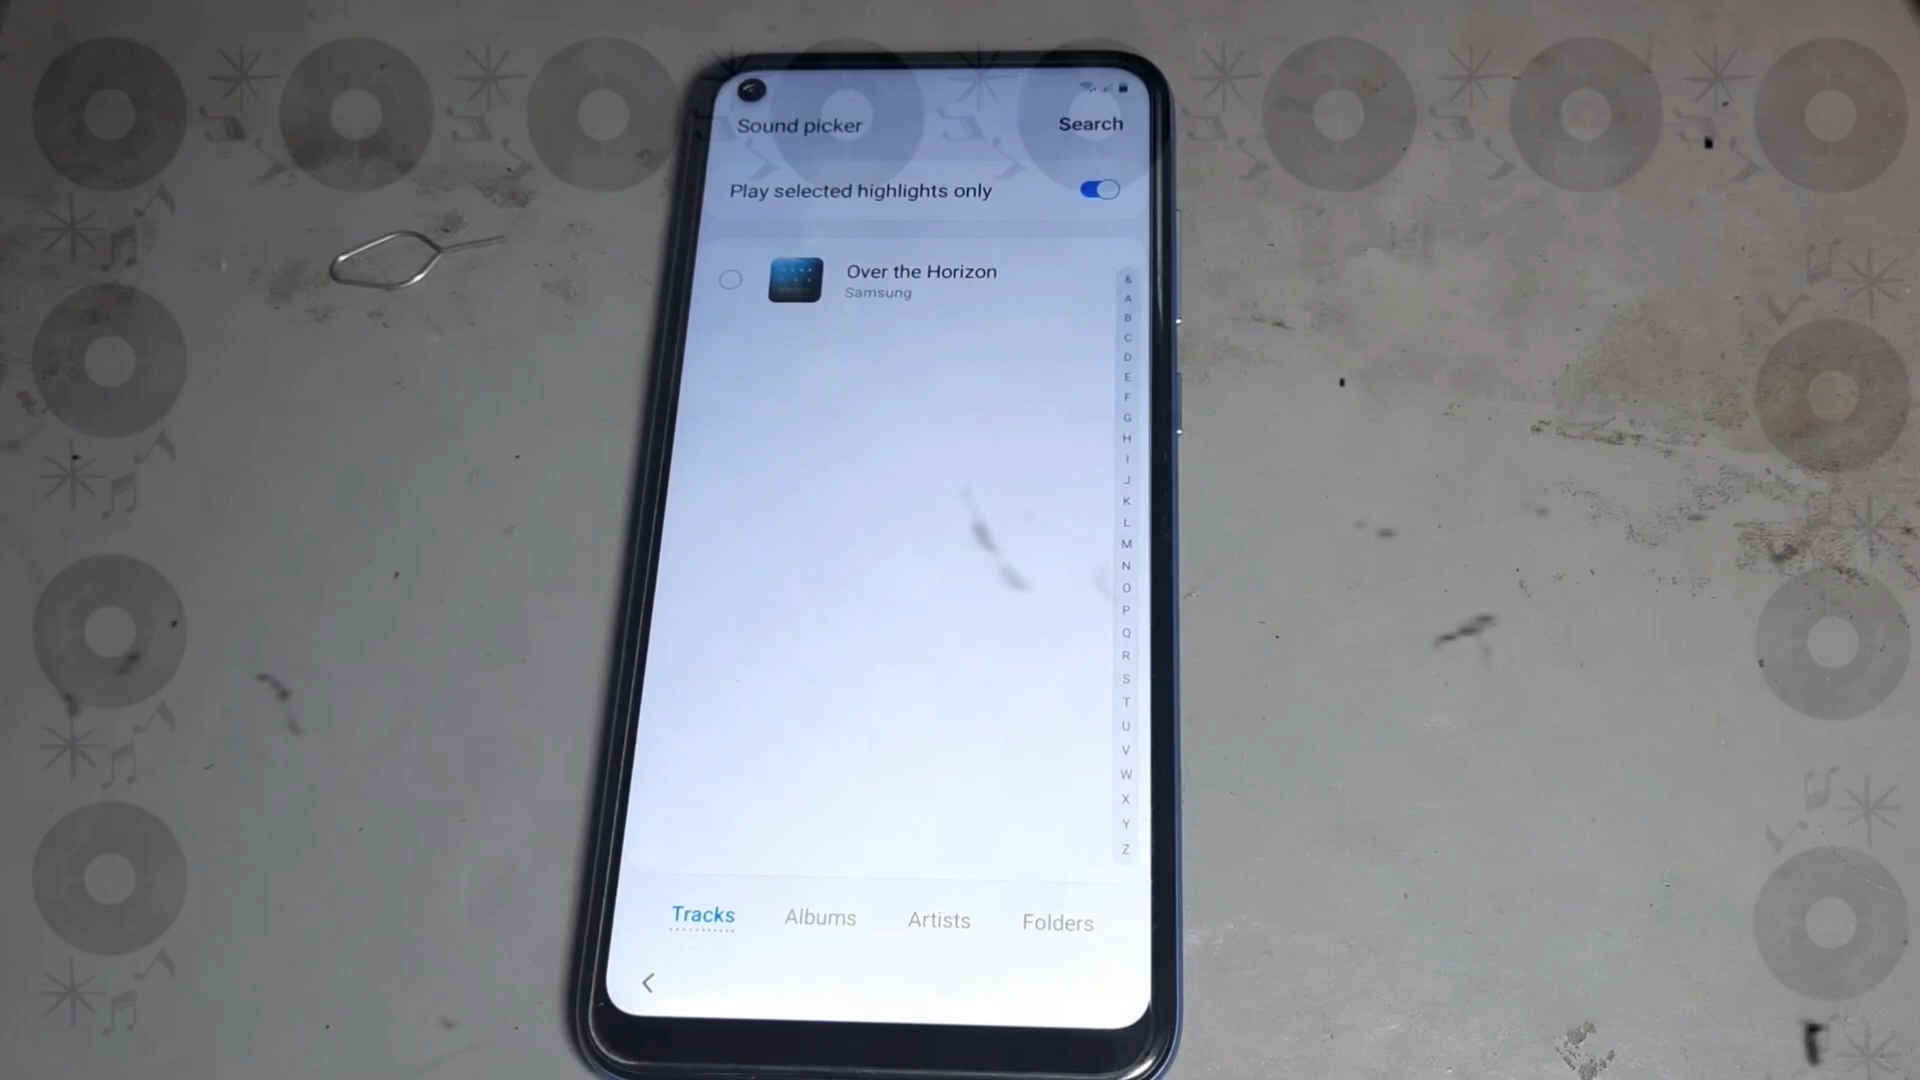 Sound picker
Search
Play selected highlights only
Over the Horizon
Samsung
&
A
B
C
D
E
F
G
H
I
J
K
L
M
N
O
P
Q
R
S
T
U
V
W
X
Y
Z
Tracks Albums Artists Folders